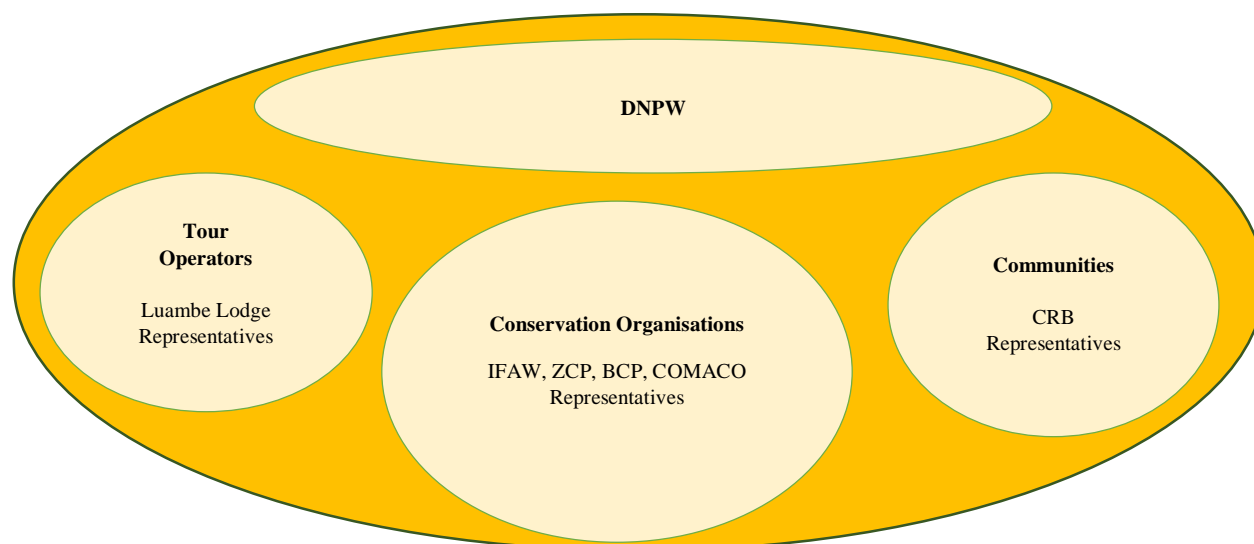 DNPW
Tour
Operators
Luambe Lodge
Representatives
Conservation Organisations
IFAW, ZCP, BCP, COMACO
Representatives
Communities
CRB
Representatives